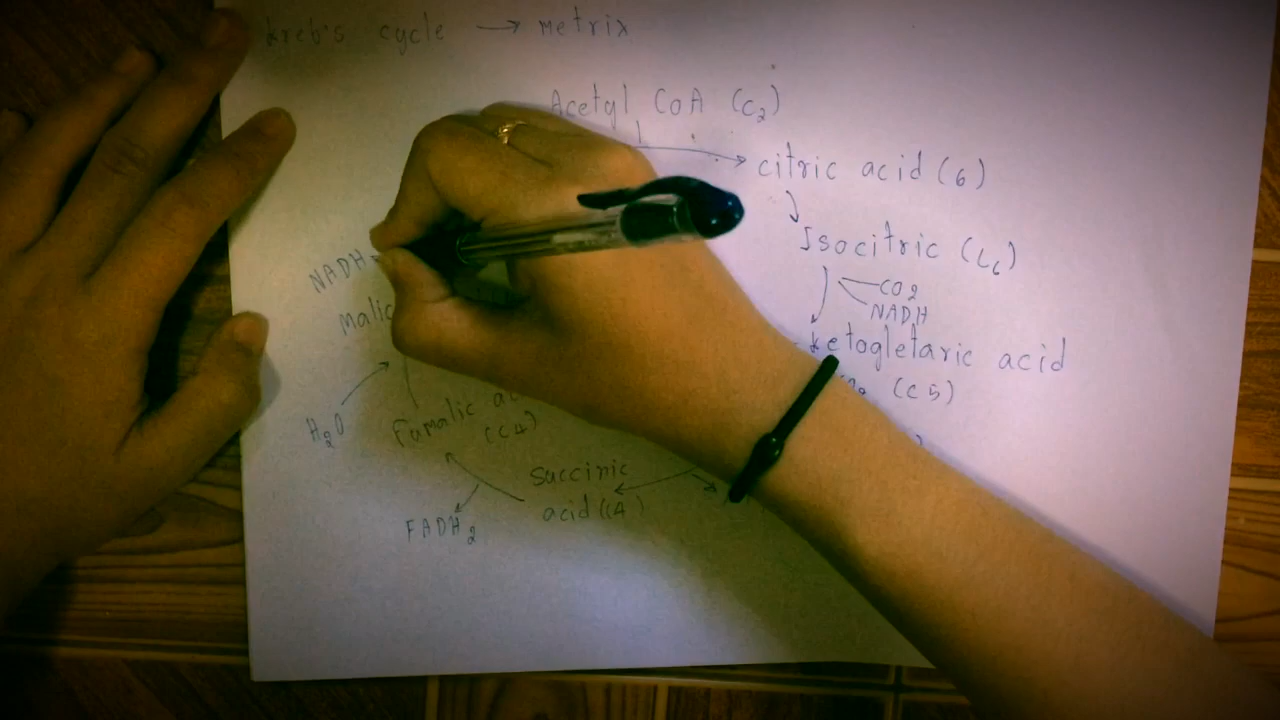 kreb's cycle → metrix
Acetyl CoA (C2)
citric acid (6)
Isocitric (C6)
CO2
NADH
ketogletaric acid
(C5)
NADH
Malic
H2O
Fumalic
(C4)
Succinic
acid (C4)
FADH2